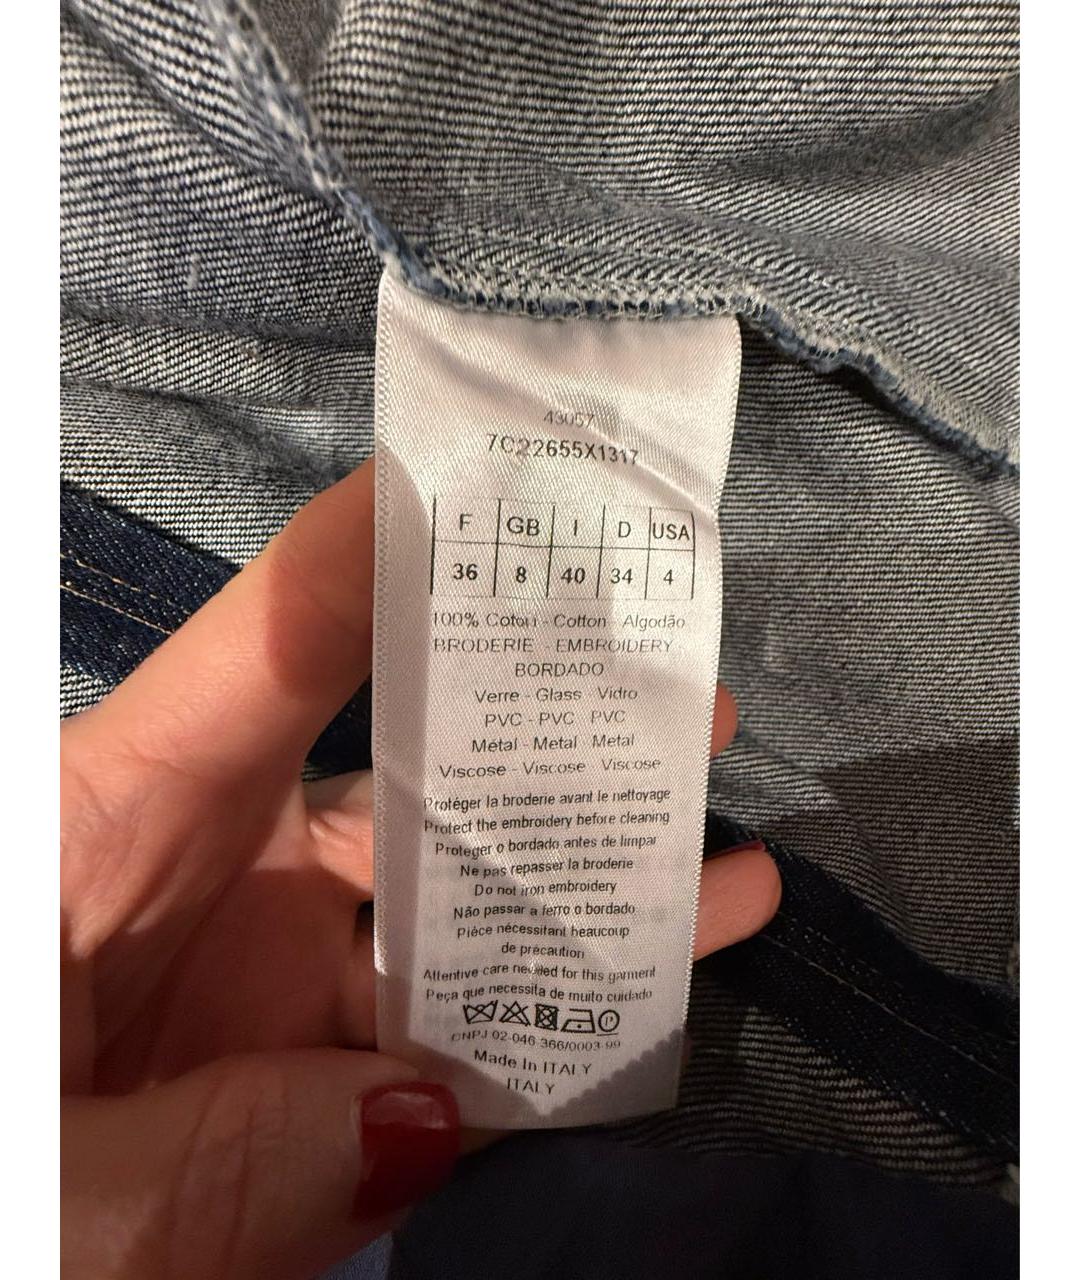 43057
7C22655X1317
F GB I D USA
36 8 40 34 4
100% Coton - Cotton - Algodão
BRODERIE - EMBROIDERY
BORDADO
Verre - Glass - Vidro
PVC - PVC PVC
Métal - Metal Metal
Viscose - Viscose Viscose
Protéger la broderie avant le nettoyage
Protect the embroidery before cleaning
Proteger o bordado antes de limpar
Ne pas repasser la broderie
Do not iron embroidery
Não passar a ferro o bordado
Pièce nécessitant beaucoup
de précaution
Attentive care needed for this garment
Peça que necessita de muito cuidado
P
CNPJ 02-046 366/0003-99
Made In ITALY
ITALY